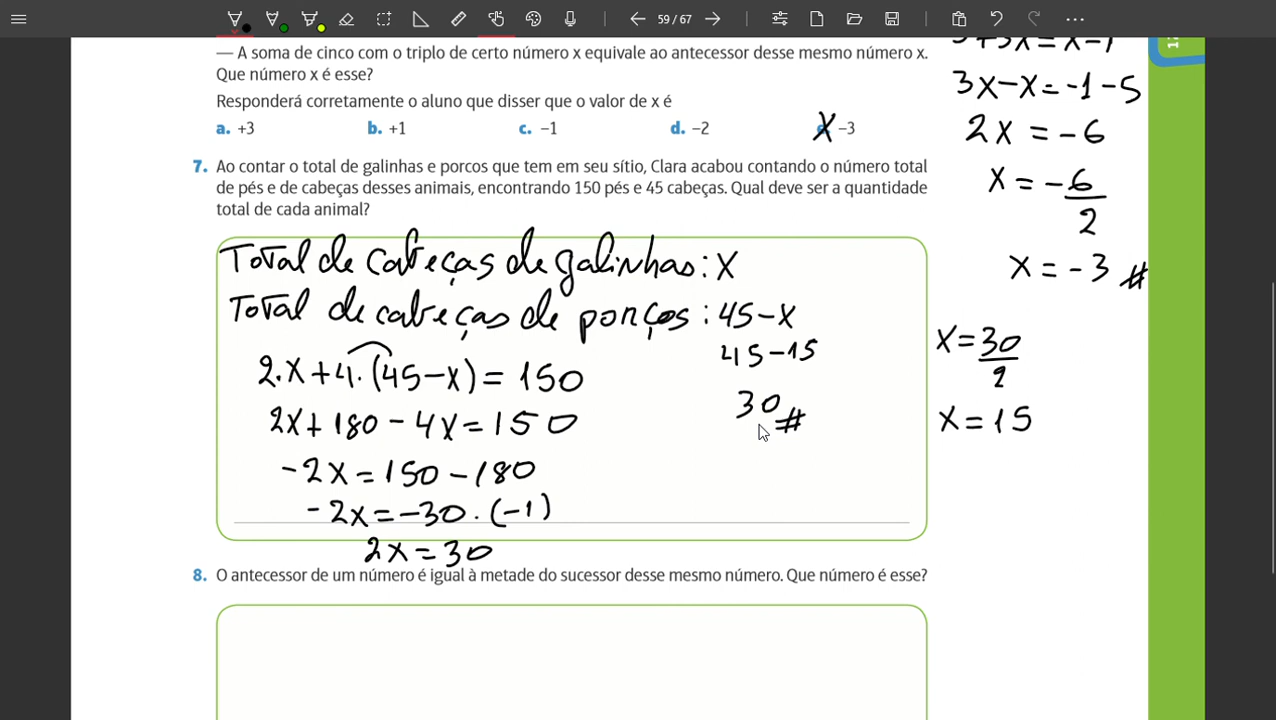 59 / 67
5+3x=x-1
— A soma de cinco com o triplo de certo número x equivale ao antecessor desse mesmo número x.
Que número x é esse?
3x-x=-1-5
Responderá corretamente o aluno que disser que o valor de x é
a. +3 b. +1 c. −1 d. −2 X −3
2x = -6
7. Ao contar o total de galinhas e porcos que tem em seu sítio, Clara acabou contando o número total
de pés e de cabeças desses animais, encontrando 150 pés e 45 cabeças. Qual deve ser a quantidade
total de cada animal?
x = -6/2
x = -3 #
Total de cabeças de galinhas: x
Total de cabeças de porços: 45-x
45-15
30 #
2.x+4.(45-x)=150
2x+180-4x=150
-2x=150-180
-2x=-30.(-1)
2x=30
x=30/2
x=15
8. O antecessor de um número é igual à metade do sucessor desse mesmo número. Que número é esse?